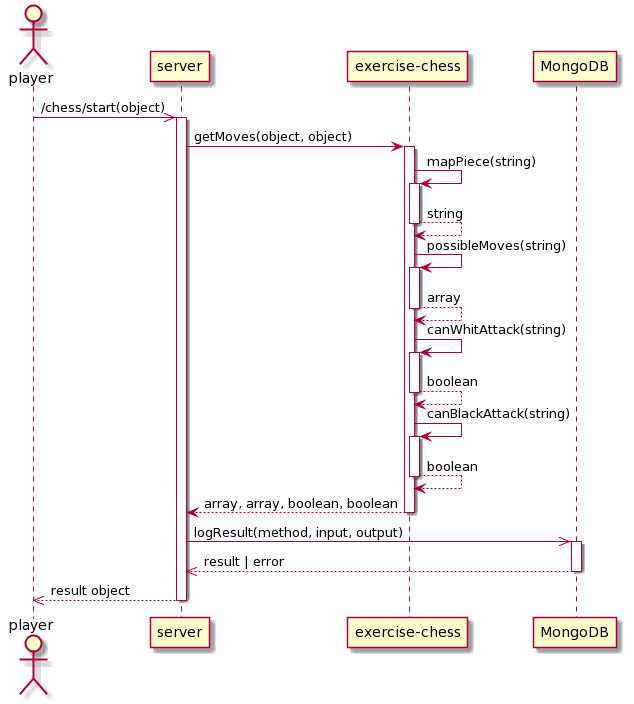 player
server
exercise-chess
MongoDB
/chess/start(object)
getMoves(object, object)
mapPiece(string)
string
possibleMoves(string)
array
canWhitAttack(string)
boolean
canBlackAttack(string)
boolean
array, array, boolean, boolean
logResult(method, input, output)
result | error
result object
player
server
exercise-chess
MongoDB